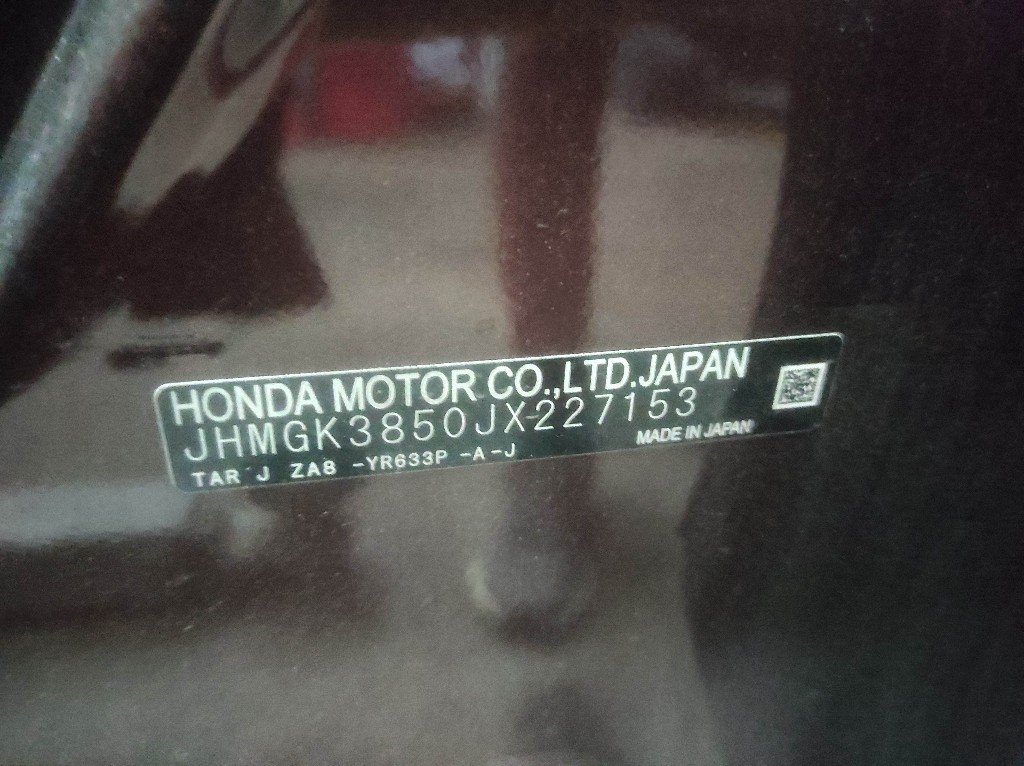 HONDA MOTOR CO.,LTD.JAPAN
JHMGK3850JX227153
MADE IN JAPAN
TAR J ZA8 -YR633P -A-J